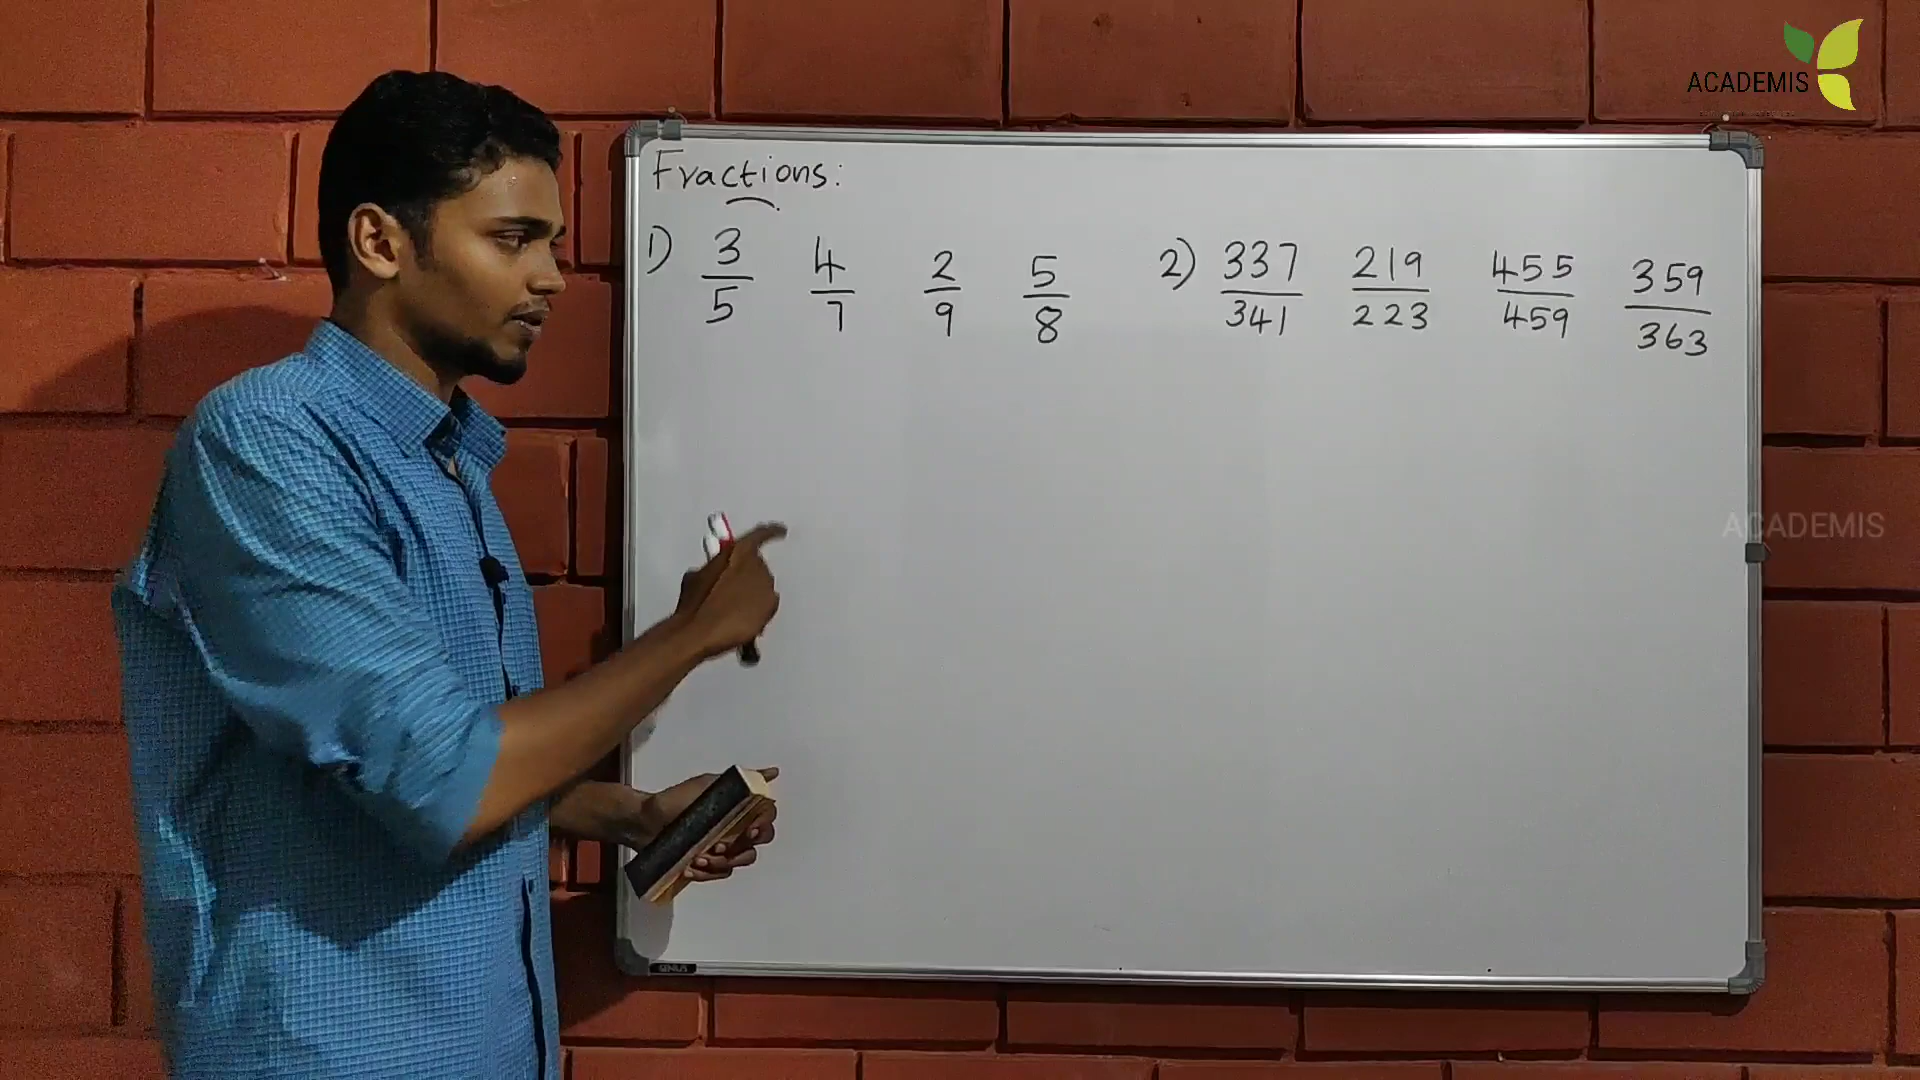 ACADEMIS
Fractions:
1) 3/5 4/7 2/9 5/8
2) 337/341 219/223 455/459 359/363
ACADEMIS
GENIUS